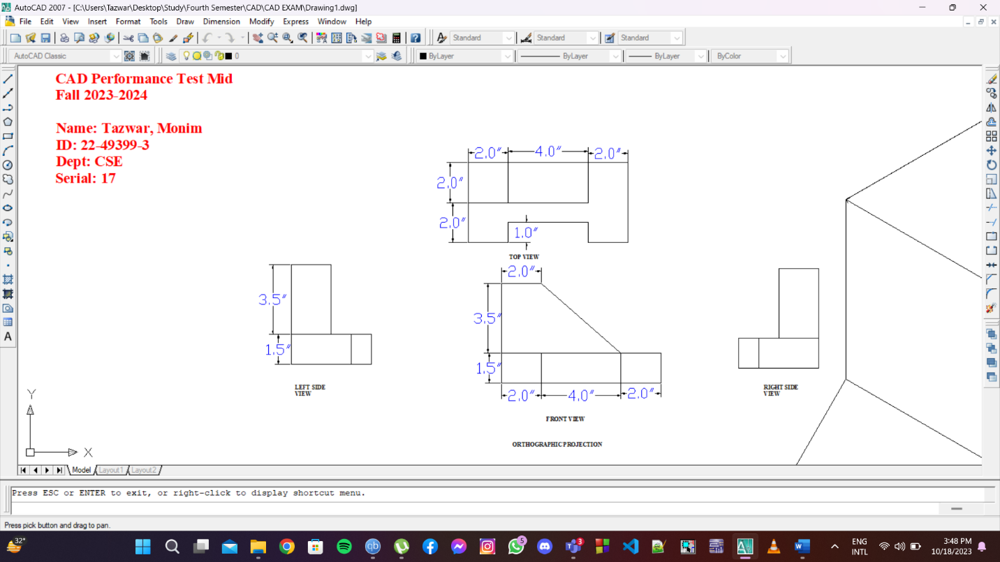 AutoCAD 2007 - [C:\Users\Tazwar\Desktop\Study\Fourth Semester\CAD\CAD EXAM\Drawing1.dwg]
File Edit View Insert Format Tools Draw Dimension Modify Express Window Help
Standard Standard Standard
AutoCAD Classic 0 ByLayer ByLayer ByLayer ByColor
CAD Performance Test Mid
Fall 2023-2024
Name: Tazwar, Monim
ID: 22-49399-3
Dept: CSE
Serial: 17
2.0" 4.0" 2.0"
2.0"
2.0"
1.0"
TOP VIEW
2.0"
3.5"
1.5"
LEFT SIDE
VIEW
3.5"
1.5"
2.0" 4.0" 2.0"
FRONT VIEW
RIGHT SIDE
VIEW
ORTHOGRAPHIC PROJECTION
Y
X
A
Model Layout1 Layout2
Press ESC or ENTER to exit, or right-click to display shortcut menu.
Press pick button and drag to pan.
32°
5
3
ENG
INTL
3:48 PM
10/18/2023